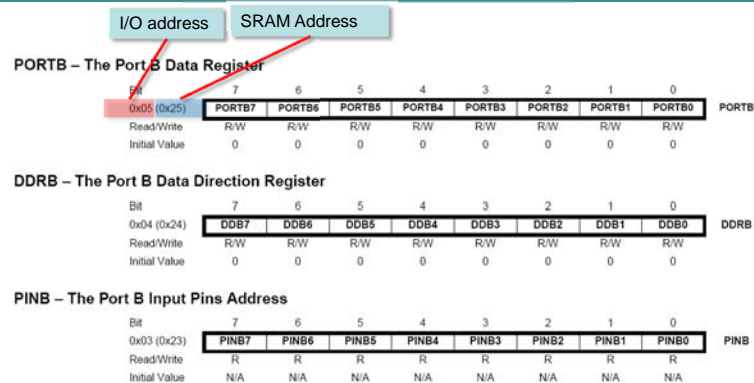 I/O address SRAM Address
PORTB – The Port B Data Register
Bit 7 6 5 4 3 2 1 0
0x05 (0x25) PORTB7 PORTB6 PORTB5 PORTB4 PORTB3 PORTB2 PORTB1 PORTB0 PORTB
Read/Write R/W R/W R/W R/W R/W R/W R/W R/W
Initial Value 0 0 0 0 0 0 0 0
DDRB – The Port B Data Direction Register
Bit 7 6 5 4 3 2 1 0
0x04 (0x24) DDB7 DDB6 DDB5 DDB4 DDB3 DDB2 DDB1 DDB0 DDRB
Read/Write R/W R/W R/W R/W R/W R/W R/W R/W
Initial Value 0 0 0 0 0 0 0 0
PINB – The Port B Input Pins Address
Bit 7 6 5 4 3 2 1 0
0x03 (0x23) PINB7 PINB6 PINB5 PINB4 PINB3 PINB2 PINB1 PINB0 PINB
Read/Write R R R R R R R R
Initial Value N/A N/A N/A N/A N/A N/A N/A N/A